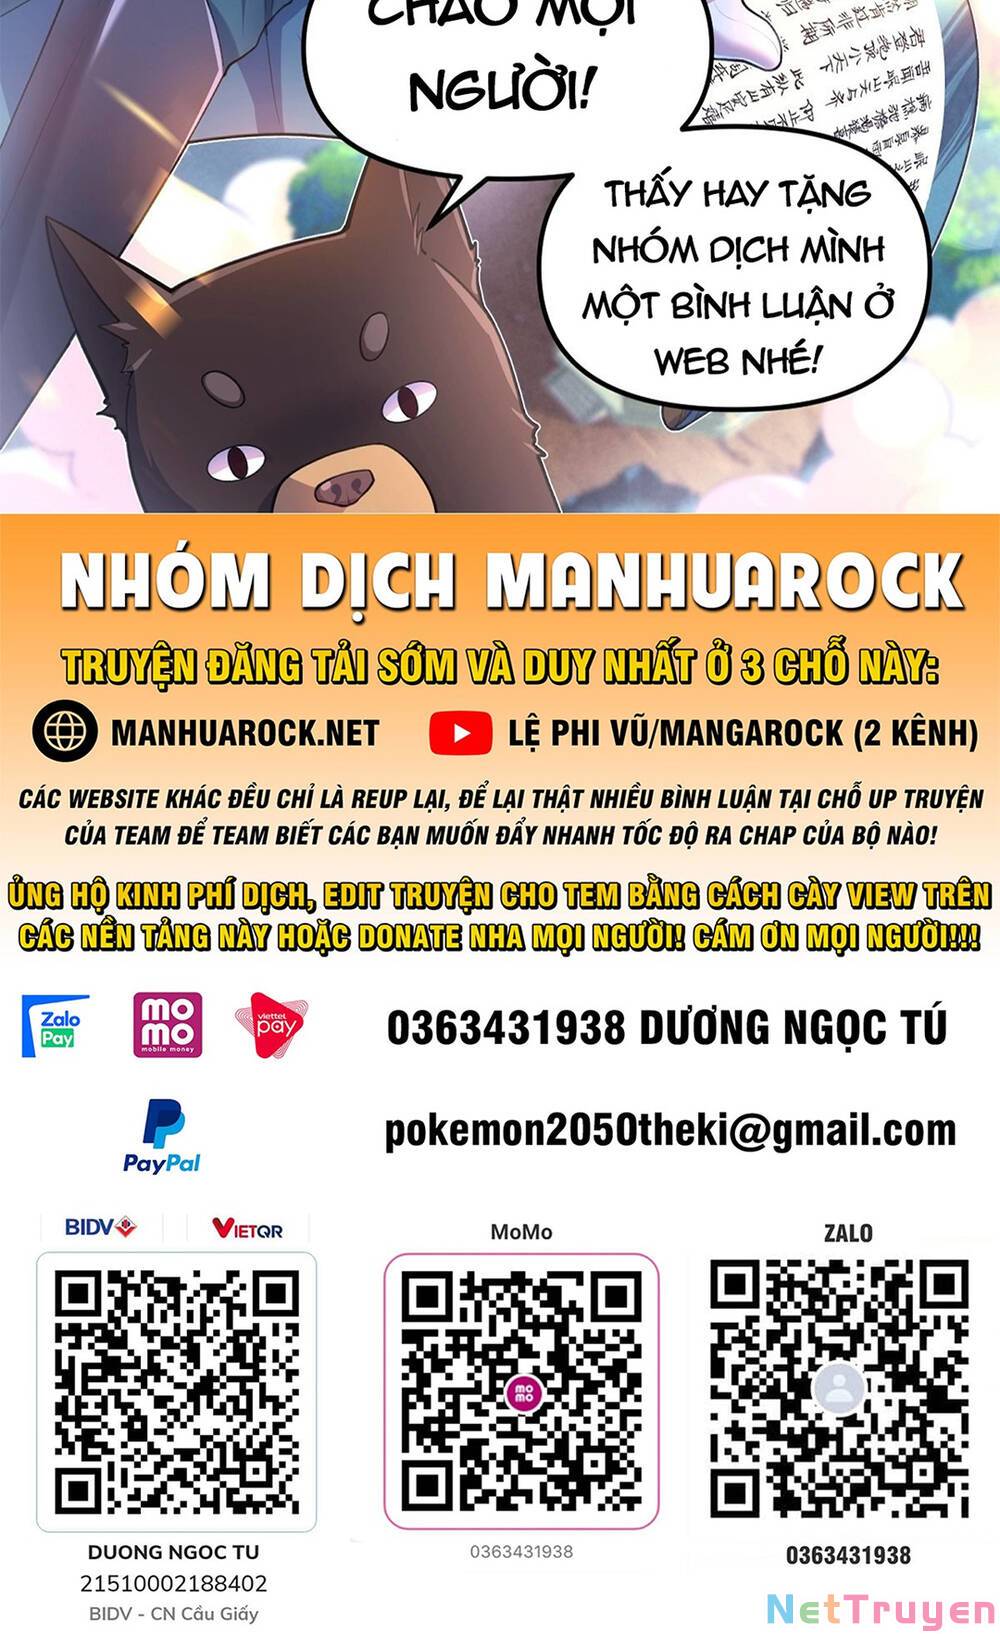 CHÀO MỌI
NGƯỜI!
THẤY HAY TẶNG
NHÓM DỊCH MÌNH
MỘT BÌNH LUẬN Ở
WEB NHÉ!
NHÓM DỊCH MANHUAROCK
TRUYỆN ĐĂNG TẢI SỚM VÀ DUY NHẤT Ở 3 CHỖ NÀY:
MANHUAROCK.NET
LỆ PHI VŨ/MANGAROCK (2 KÊNH)
CÁC WEBSITE KHÁC ĐỀU CHỈ LÀ REUP LẠI, ĐỂ LẠI THẬT NHIỀU BÌNH LUẬN TẠI CHỖ UP TRUYỆN
CỦA TEAM ĐỂ TEAM BIẾT CÁC BẠN MUỐN ĐẨY NHANH TỐC ĐỘ RA CHAP CỦA BỘ NÀO!
ỦNG HỘ KINH PHÍ DỊCH, EDIT TRUYỆN CHO TEM BẰNG CÁCH CÀY VIEW TRÊN
CÁC NỀN TẢNG NÀY HOẶC DONATE NHA MỌI NGƯỜI! CÁM ƠN MỌI NGƯỜI!!!
Zalo
Pay
mo
mo
mobile money
viettel
pay
0363431938 DƯƠNG NGỌC TÚ
PayPal
pokemon2050theki@gmail.com
BIDV
VIETQR
MoMo
ZALO
mo
mo
DUONG NGOC TU
21510002188402
BIDV - CN Cầu Giấy
0363431938
0363431938
NetTruyen